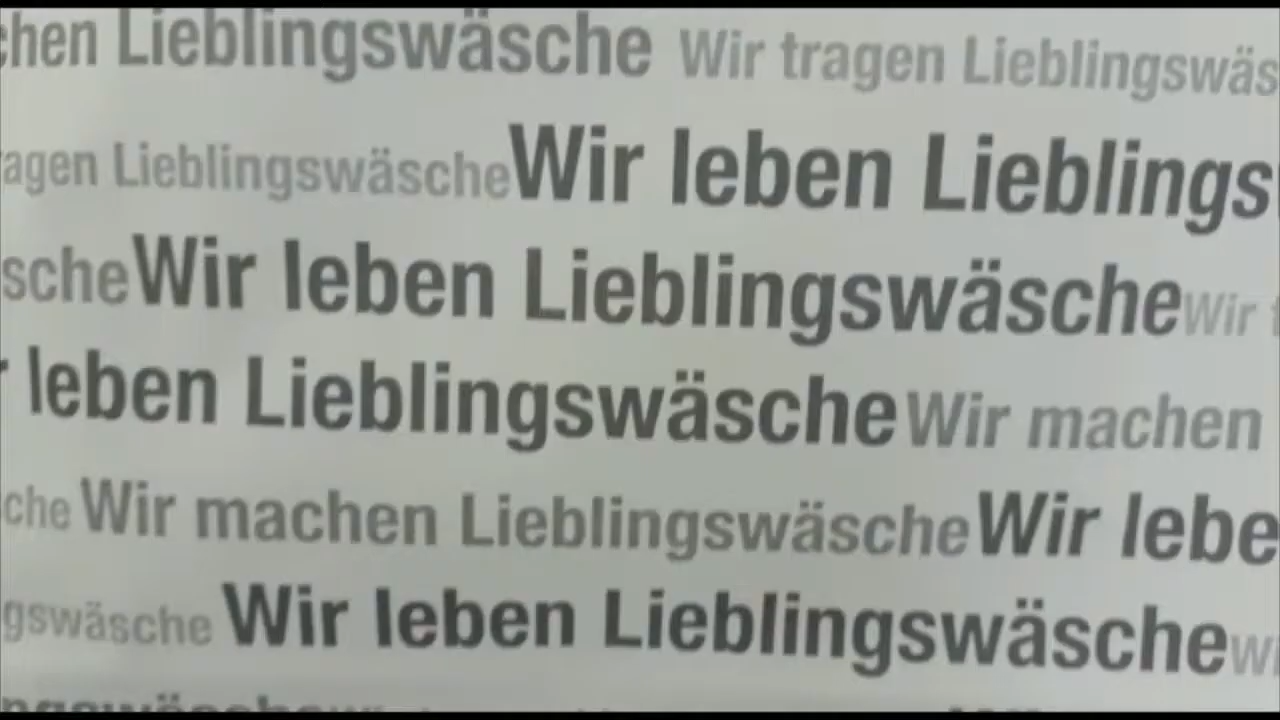 chen Lieblingswäsche Wir tragen Lieblingswäs
agen Lieblingswäsche Wir leben Lieblings
sche Wir leben Lieblingswäsche Wir
leben Lieblingswäsche Wir machen
che Wir machen Lieblingswäsche Wir lebe
gswäsche Wir leben Lieblingswäsche